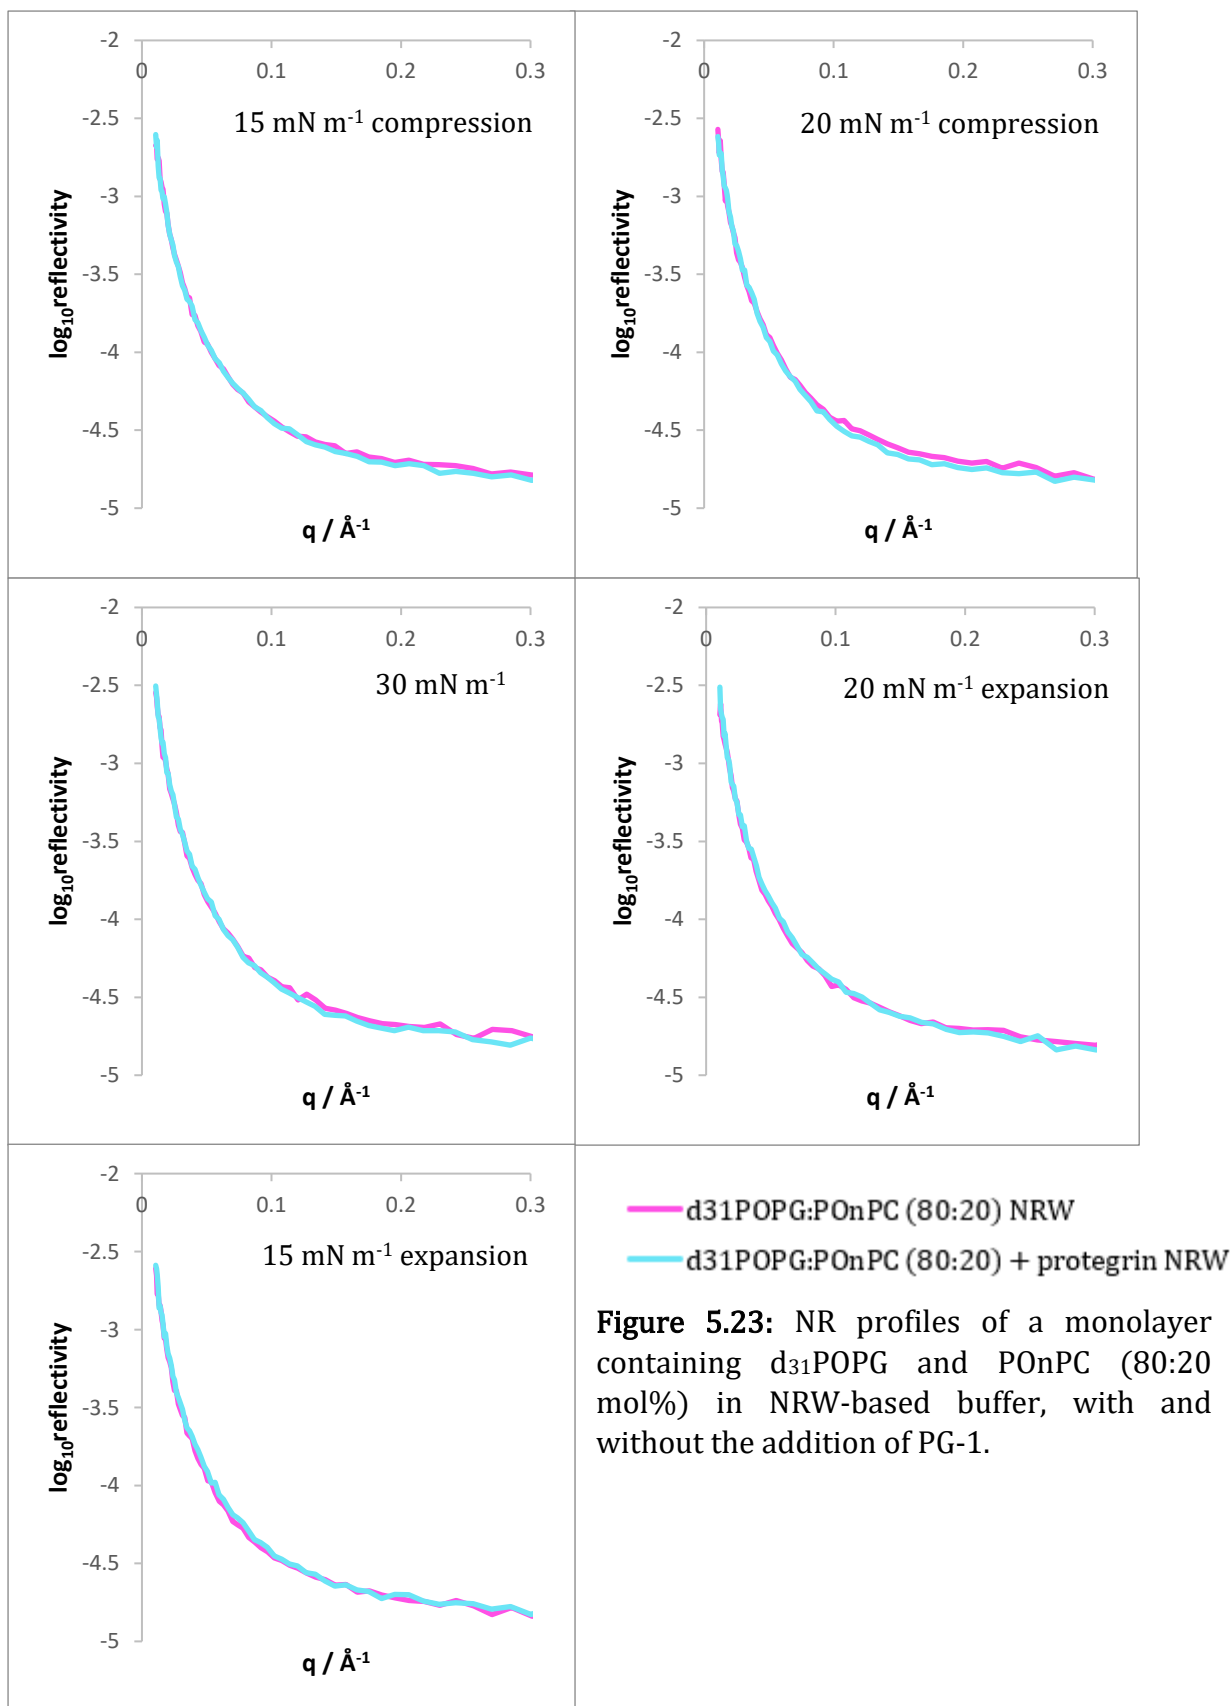 -2
0
0.1
0.2
0.3
15 mN m-1 compression
-2.5
-3
-3.5
-4
-4.5
-5
log10reflectivity
q / Å-1
-2
0
0.1
0.2
0.3
20 mN m-1 compression
-2.5
-3
-3.5
-4
-4.5
-5
log10reflectivity
q / Å-1
-2
0
0.1
0.2
0.3
30 mN m-1
-2.5
-3
-3.5
-4
-4.5
-5
log10reflectivity
q / Å-1
-2
0
0.1
0.2
0.3
20 mN m-1 expansion
-2.5
-3
-3.5
-4
-4.5
-5
log10reflectivity
q / Å-1
-2
0
0.1
0.2
0.3
15 mN m-1 expansion
-2.5
-3
-3.5
-4
-4.5
-5
log10reflectivity
q / Å-1
d31POPG:POnPC (80:20) NRW
d31POPG:POnPC (80:20) + protegrin NRW
Figure 5.23: NR profiles of a monolayer
containing d31POPG and POnPC (80:20
mol%) in NRW-based buffer, with and
without the addition of PG-1.